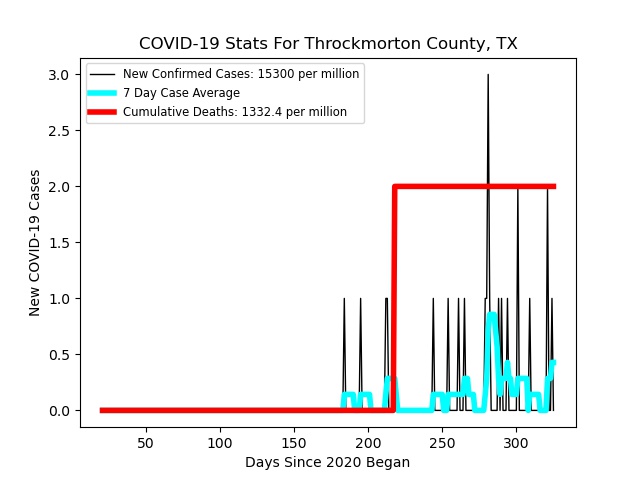 COVID-19 Stats For Throckmorton County, TX
New Confirmed Cases: 15300 per million
7 Day Case Average
Cumulative Deaths: 1332.4 per million
New COVID-19 Cases
3.0
2.5
2.0
1.5
1.0
0.5
0.0
50 100 150 200 250 300
Days Since 2020 Began